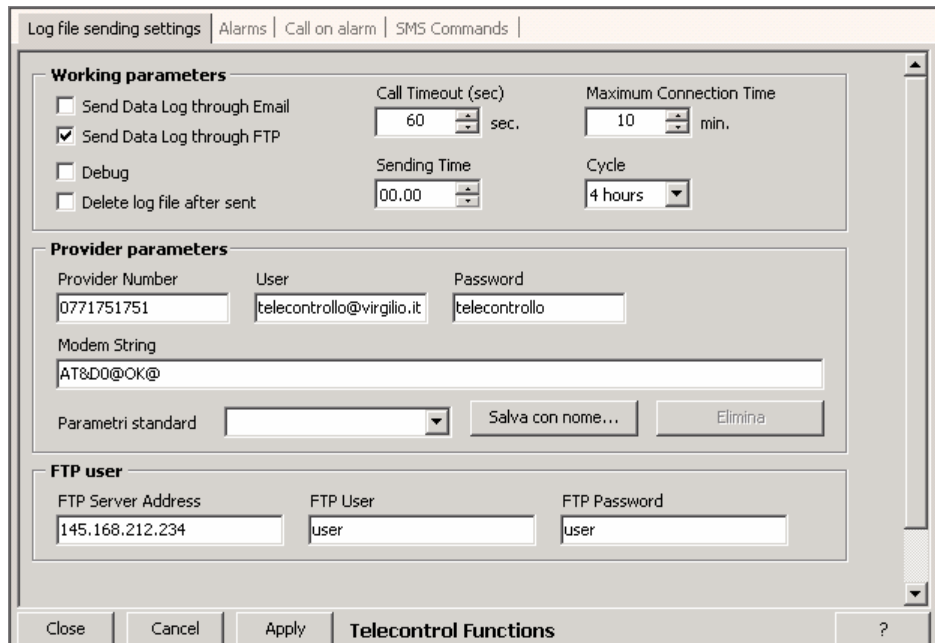 Log file sending settings | Alarms | Call on alarm | SMS Commands |
Working parameters
Send Data Log through Email
Send Data Log through FTP
Debug
Delete log file after sent
Call Timeout (sec)
60 sec.
Maximum Connection Time
10 min.
Sending Time
00.00
Cycle
4 hours
Provider parameters
Provider Number User Password
0771751751 telecontrollo@virgilio.it telecontrollo
Modem String
AT&D0@OK@
Parametri standard Salva con nome... Elimina
FTP user
FTP Server Address FTP User FTP Password
145.168.212.234 user user
Close Cancel Apply Telecontrol Functions ?